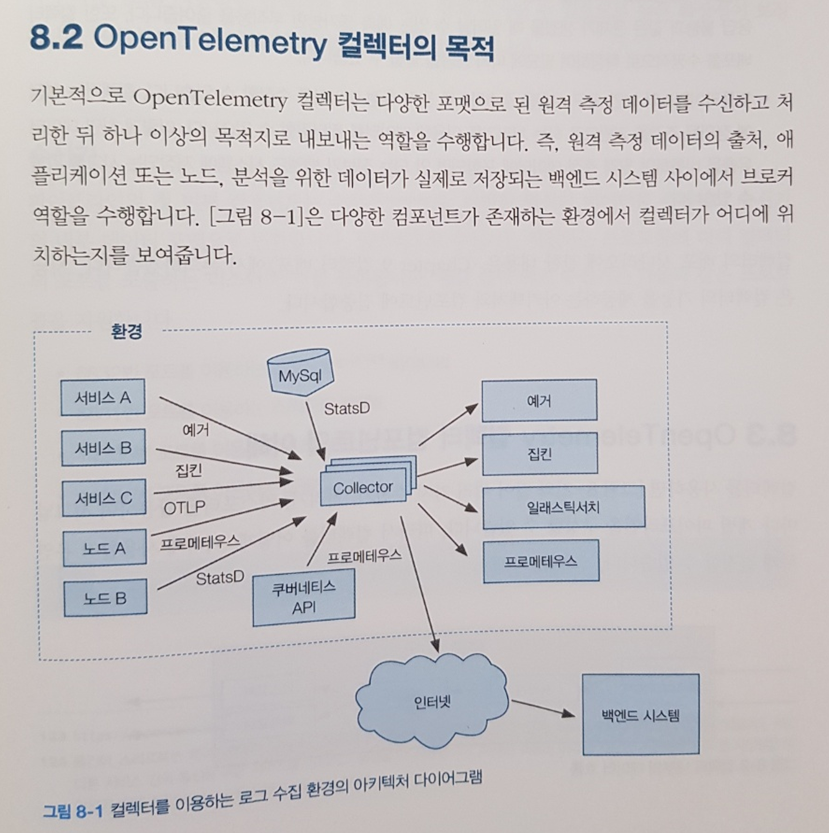 8.2 OpenTelemetry 컬렉터의 목적
기본적으로 OpenTelemetry 컬렉터는 다양한 포맷으로 된 원격 측정 데이터를 수신하고 처
리한 뒤 하나 이상의 목적지로 내보내는 역할을 수행합니다. 즉, 원격 측정 데이터의 출처, 애
플리케이션 또는 노드, 분석을 위한 데이터가 실제로 저장되는 백엔드 시스템 사이에서 브로커
역할을 수행합니다. [그림 8-1]은 다양한 컴포넌트가 존재하는 환경에서 컬렉터가 어디에 위
치하는지를 보여줍니다.
환경
MySql
StatsD
서비스 A
예거
서비스 B
집킨
서비스 C
OTLP
노드 A
프로메테우스
노드 B
StatsD
Collector
쿠버네티스
API
프로메테우스
예거
집킨
일래스틱서치
프로메테우스
인터넷
백엔드 시스템
그림 8-1 컬렉터를 이용하는 로그 수집 환경의 아키텍처 다이어그램